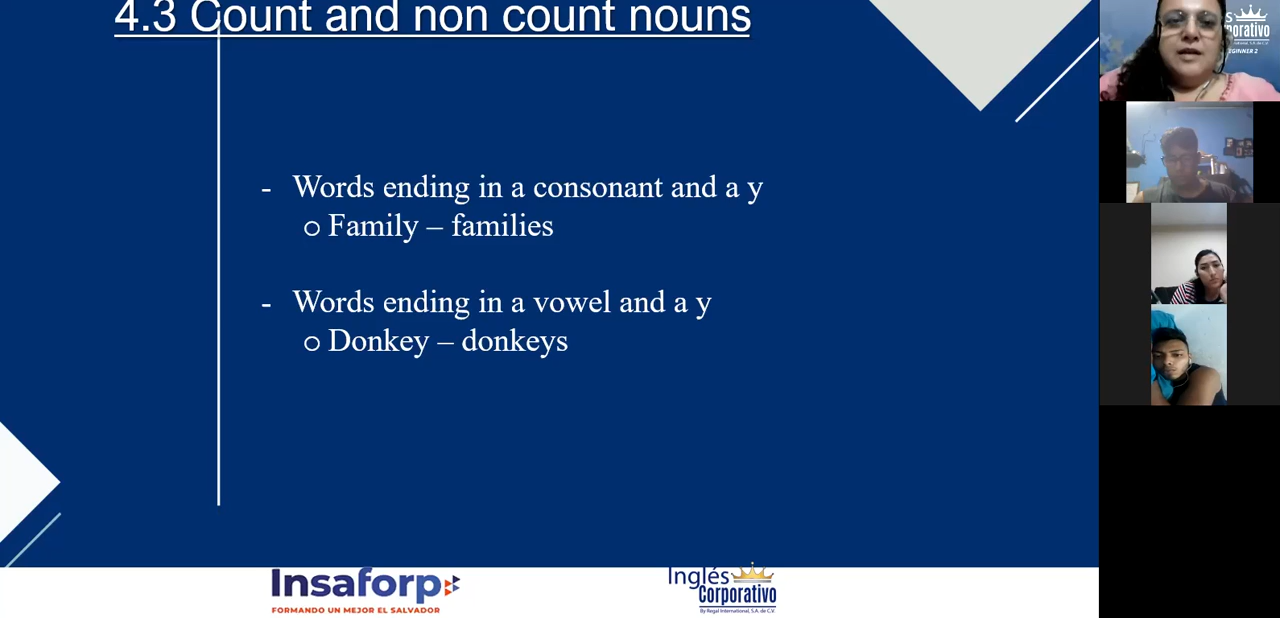 4.3 Count and non count nouns
- Words ending in a consonant and a y
o Family – families
- Words ending in a vowel and a y
o Donkey – donkeys
Insaforp
FORMANDO UN MEJOR EL SALVADOR
Inglés
Corporativo
By Regal International, S.A. de C.V.